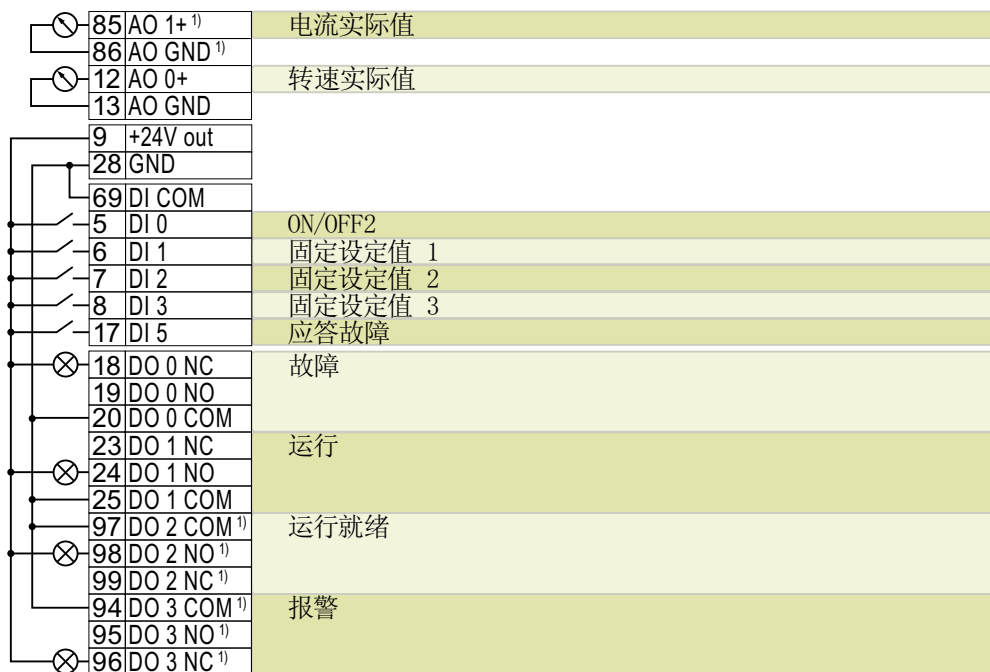 85 AO 1+ 1) 电流实际值
86 AO GND 1)
12 AO 0+ 转速实际值
13 AO GND
9 +24V out
28 GND
69 DI COM
5 DI 0 ON/OFF2
6 DI 1 固定设定值 1
7 DI 2 固定设定值 2
8 DI 3 固定设定值 3
17 DI 5 应答故障
18 DO 0 NC 故障
19 DO 0 NO
20 DO 0 COM
23 DO 1 NC 运行
24 DO 1 NO
25 DO 1 COM
97 DO 2 COM 1) 运行就绪
98 DO 2 NO 1)
99 DO 2 NC 1)
94 DO 3 COM 1) 报警
95 DO 3 NO 1)
96 DO 3 NC 1)